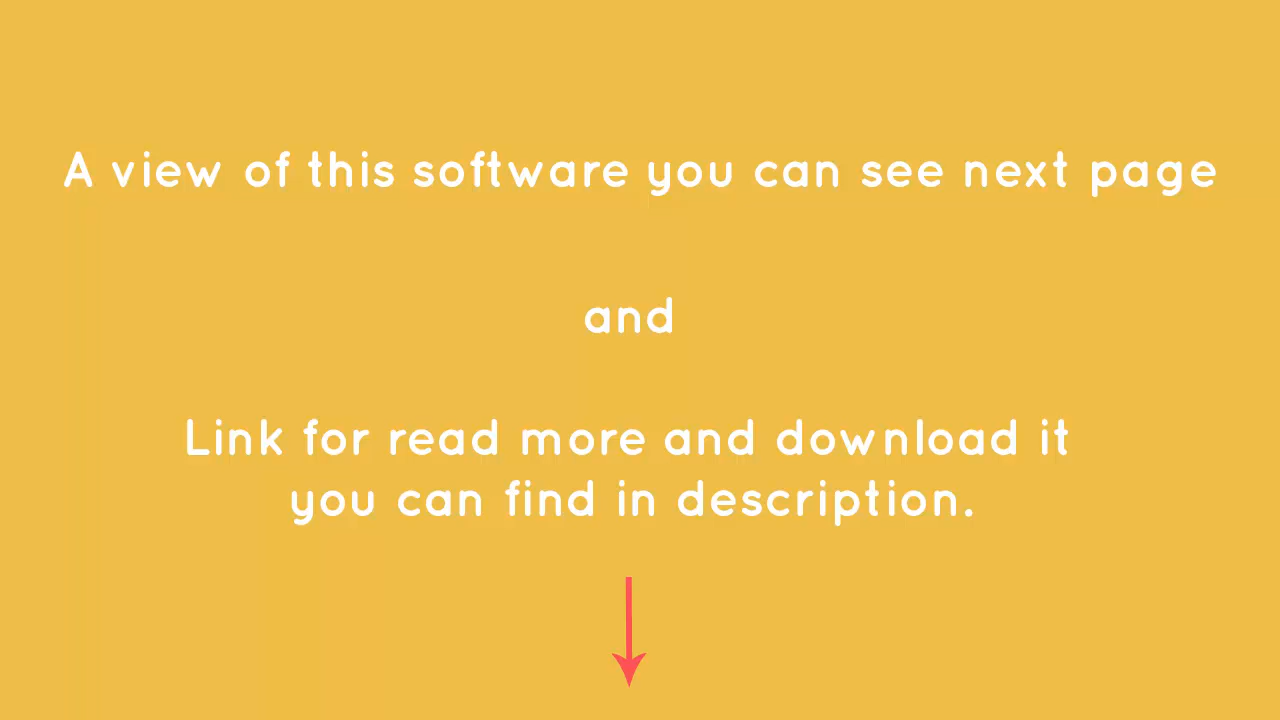 A view of this software you can see next page
and
Link for read more and download it
you can find in description.